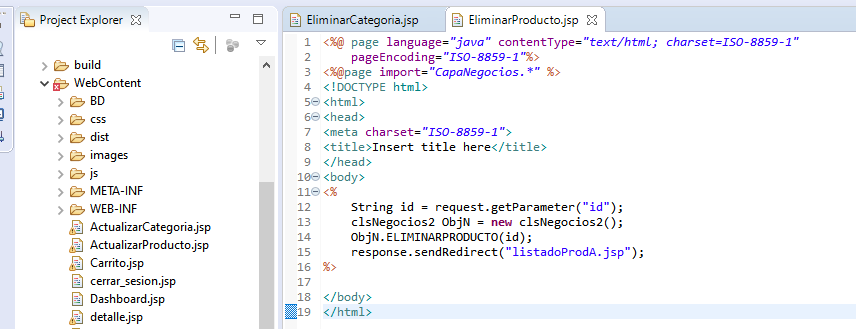 Project Explorer
build
WebContent
BD
css
dist
images
js
META-INF
WEB-INF
ActualizarCategoria.jsp
ActualizarProducto.jsp
Carrito.jsp
cerrar_sesion.jsp
Dashboard.jsp
detalle.jsp
EliminarCategoria.jsp
EliminarProducto.jsp
1 <%@ page language="java" contentType="text/html; charset=ISO-8859-1"
2 pageEncoding="ISO-8859-1"%>
3 <%@page import="CapaNegocios.*" %>
4 <!DOCTYPE html>
5 <html>
6 <head>
7 <meta charset="ISO-8859-1">
8 <title>Insert title here</title>
9 </head>
10 <body>
11 <%
12 String id = request.getParameter("id");
13 clsNegocios2 ObjN = new clsNegocios2();
14 ObjN.ELIMINARPRODUCTO(id);
15 response.sendRedirect("listadoProdA.jsp");
16 %>
17
18 </body>
19 </html>